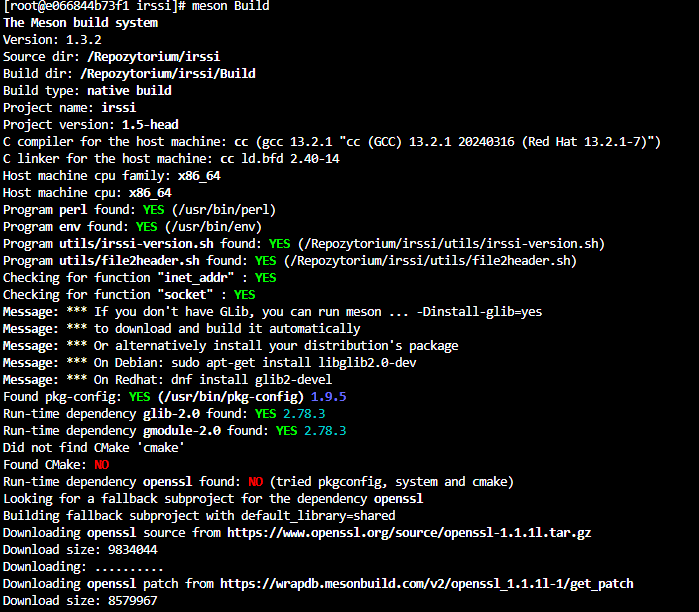 [root@e066844b73f1 irssi]# meson Build
The Meson build system
Version: 1.3.2
Source dir: /Repozytorium/irssi
Build dir: /Repozytorium/irssi/Build
Build type: native build
Project name: irssi
Project version: 1.5-head
C compiler for the host machine: cc (gcc 13.2.1 "cc (GCC) 13.2.1 20240316 (Red Hat 13.2.1-7)")
C linker for the host machine: cc ld.bfd 2.40-14
Host machine cpu family: x86_64
Host machine cpu: x86_64
Program perl found: YES (/usr/bin/perl)
Program env found: YES (/usr/bin/env)
Program utils/irssi-version.sh found: YES (/Repozytorium/irssi/utils/irssi-version.sh)
Program utils/file2header.sh found: YES (/Repozytorium/irssi/utils/file2header.sh)
Checking for function "inet_addr" : YES
Checking for function "socket" : YES
Message: *** If you don't have GLib, you can run meson ... -Dinstall-glib=yes
Message: *** to download and build it automatically
Message: *** Or alternatively install your distribution's package
Message: *** On Debian: sudo apt-get install libglib2.0-dev
Message: *** On Redhat: dnf install glib2-devel
Found pkg-config: YES (/usr/bin/pkg-config) 1.9.5
Run-time dependency glib-2.0 found: YES 2.78.3
Run-time dependency gmodule-2.0 found: YES 2.78.3
Did not find CMake 'cmake'
Found CMake: NO
Run-time dependency openssl found: NO (tried pkgconfig, system and cmake)
Looking for a fallback subproject for the dependency openssl
Building fallback subproject with default_library=shared
Downloading openssl source from https://www.openssl.org/source/openssl-1.1.1l.tar.gz
Download size: 9834044
Downloading: ..........
Downloading openssl patch from https://wrapdb.mesonbuild.com/v2/openssl_1.1.1l-1/get_patch
Download size: 8579967